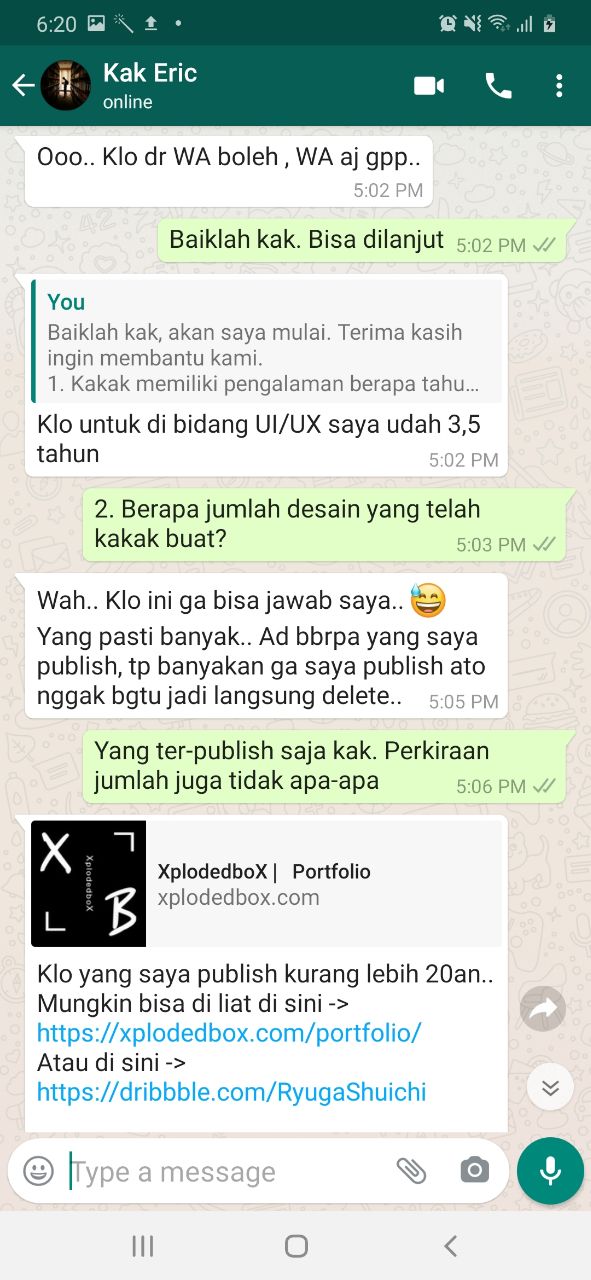 6:20
Kak Eric
online
Ooo.. Klo dr WA boleh , WA aj gpp..
5:02 PM
Baiklah kak. Bisa dilanjut 5:02 PM
You
Baiklah kak, akan saya mulai. Terima kasih
ingin membantu kami.
1. Kakak memiliki pengalaman berapa tahu...
Klo untuk di bidang UI/UX saya udah 3,5
tahun
5:02 PM
2. Berapa jumlah desain yang telah
kakak buat?
5:03 PM
Wah.. Klo ini ga bisa jawab saya.. 😅
Yang pasti banyak.. Ad bbrpa yang saya
publish, tp banyakan ga saya publish ato
nggak bgtu jadi langsung delete..
5:05 PM
Yang ter-publish saja kak. Perkiraan
jumlah juga tidak apa-apa
5:06 PM
X
XplodedboX
B
XplodedboX | Portfolio
xplodedbox.com
Klo yang saya publish kurang lebih 20an..
Mungkin bisa di liat di sini ->
https://xplodedbox.com/portfolio/
Atau di sini ->
https://dribbble.com/RyugaShuichi
Type a message